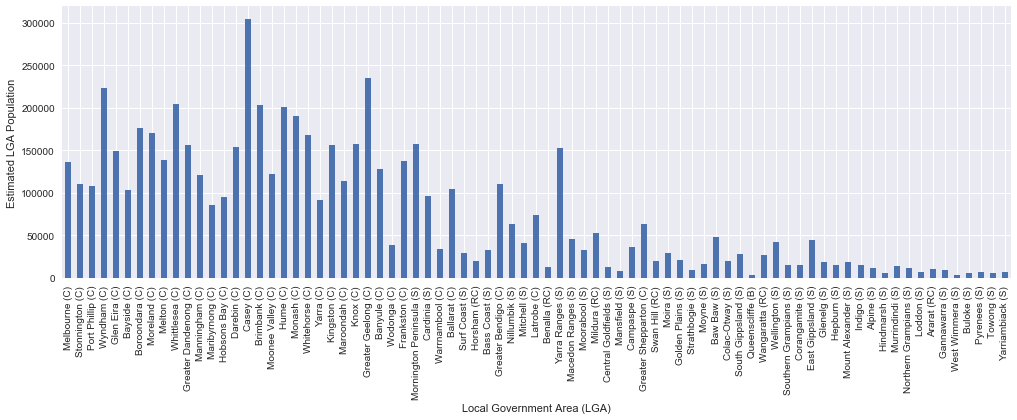 300000
250000
200000
150000
100000
50000
0
Estimated LGA Population
Melbourne (C)
Stonnington (C)
Port Phillip (C)
Wyndham (C)
Glen Eira (C)
Bayside (C)
Boroondara (C)
Moreland (C)
Melton (C)
Whittlesea (C)
Greater Dandenong (C)
Manningham (C)
Maribyrnong (C)
Hobsons Bay (C)
Darebin (C)
Casey (C)
Brimbank (C)
Moonee Valley (C)
Hume (C)
Monash (C)
Whitehorse (C)
Yarra (C)
Kingston (C)
Maroondah (C)
Knox (C)
Greater Geelong (C)
Banyule (C)
Wodonga (C)
Frankston (C)
Mornington Peninsula (S)
Cardinia (S)
Warrnambool (C)
Ballarat (C)
Surf Coast (S)
Horsham (RC)
Bass Coast (S)
Greater Bendigo (C)
Nillumbik (S)
Mitchell (S)
Latrobe (C)
Benalla (RC)
Yarra Ranges (S)
Macedon Ranges (S)
Moorabool (S)
Mildura (RC)
Central Goldfields (S)
Mansfield (S)
Campaspe (S)
Greater Shepparton (C)
Swan Hill (RC)
Moira (S)
Golden Plains (S)
Strathbogie (S)
Moyne (S)
Baw Baw (S)
Colac-Otway (S)
South Gippsland (S)
Queenscliffe (B)
Wangaratta (RC)
Wellington (S)
Southern Grampians (S)
Corangamite (S)
East Gippsland (S)
Glenelg (S)
Hepburn (S)
Mount Alexander (S)
Indigo (S)
Alpine (S)
Hindmarsh (S)
Murrindindi (S)
Northern Grampians (S)
Loddon (S)
Ararat (RC)
Gannawarra (S)
West Wimmera (S)
Buloke (S)
Pyrenees (S)
Towong (S)
Yarriambiack (S)
Local Government Area (LGA)